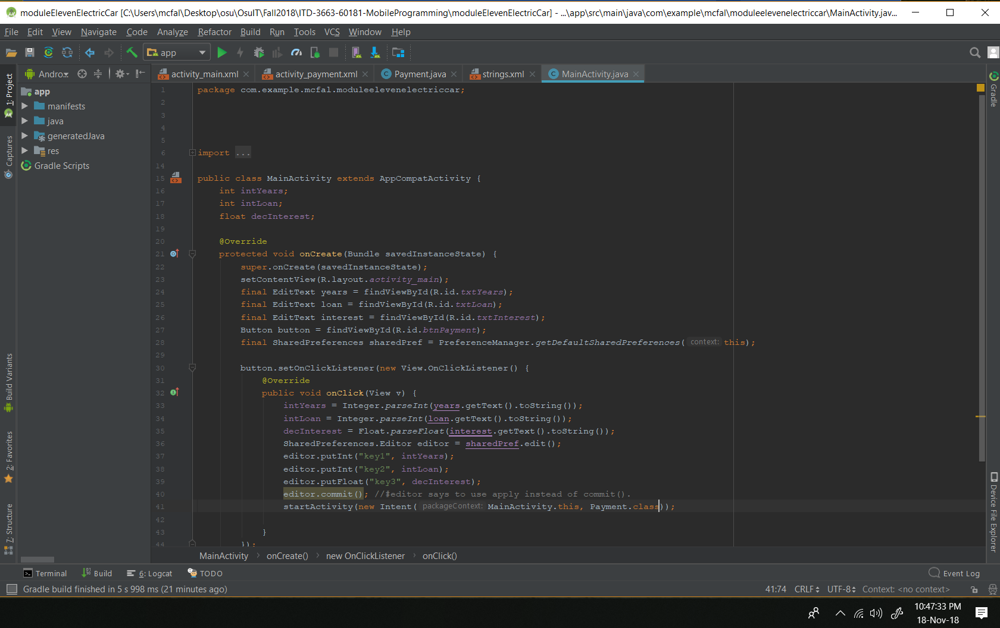 moduleElevenElectricCar [C:\Users\mcfal\Desktop\osu\OsuIT\Fall2018\ITD-3663-60181-MobileProgramming\moduleElevenElectricCar] - ...\app\src\main\java\com\example\mcfal\moduleelevenelectriccar\MainActivity.jav...
File Edit View Navigate Code Analyze Refactor Build Run Tools VCS Window Help
app
Andro...
activity_main.xml
activity_payment.xml
Payment.java
strings.xml
MainActivity.java
1: Project
Captures
Build Variants
2: Favorites
7: Structure
app
manifests
java
generatedJava
res
Gradle Scripts
1 package com.example.mcfal.moduleelevenelectriccar;
2
3
4
5
6 import ...
14
15 public class MainActivity extends AppCompatActivity {
16 int intYears;
17 int intLoan;
18 float decInterest;
19
20 @Override
21 protected void onCreate(Bundle savedInstanceState) {
22 super.onCreate(savedInstanceState);
23 setContentView(R.layout.activity_main);
24 final EditText years = findViewById(R.id.txtYears);
25 final EditText loan = findViewById(R.id.txtLoan);
26 final EditText interest = findViewById(R.id.txtInterest);
27 Button button = findViewById(R.id.btnPayment);
28 final SharedPreferences sharedPref = PreferenceManager.getDefaultSharedPreferences( context: this);
29
30 button.setOnClickListener(new View.OnClickListener() {
31 @Override
32 public void onClick(View v) {
33 intYears = Integer.parseInt(years.getText().toString());
34 intLoan = Integer.parseInt(loan.getText().toString());
35 decInterest = Float.parseFloat(interest.getText().toString());
36 SharedPreferences.Editor editor = sharedPref.edit();
37 editor.putInt("key1", intYears);
38 editor.putInt("key2", intLoan);
39 editor.putFloat("key3", decInterest);
40 editor.commit(); //#editor says to use apply instead of commit().
41 startActivity(new Intent( packageContext: MainActivity.this, Payment.class));
42
43 }
44 });
Gradle
Device File Explorer
MainActivity onCreate() new OnClickListener onClick()
Terminal Build 6: Logcat TODO Event Log
Gradle build finished in 5 s 998 ms (21 minutes ago) 41:74 CRLF UTF-8 Context: <no context>
10:47:33 PM
18-Nov-18